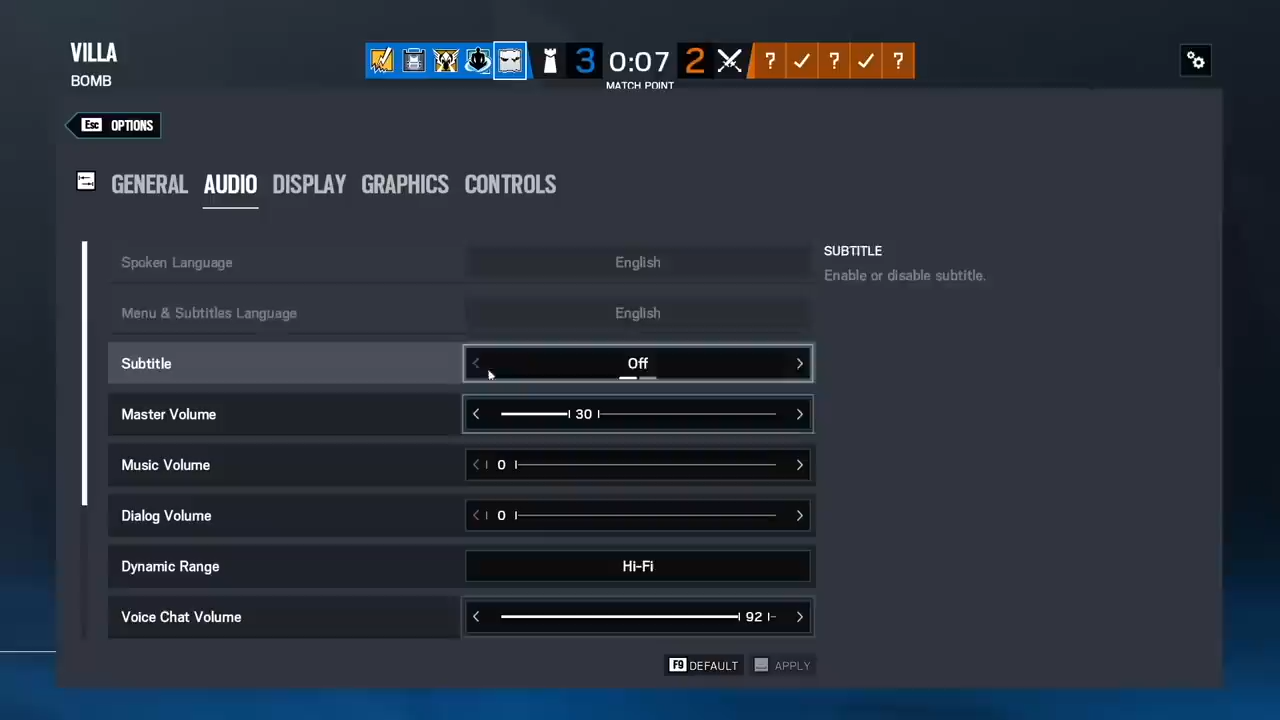 VILLA
BOMB
3 0:07 2
MATCH POINT
? ? ?
Esc OPTIONS
GENERAL AUDIO DISPLAY GRAPHICS CONTROLS
Spoken Language English
Menu & Subtitles Language English
Subtitle Off
Master Volume 30
Music Volume 0
Dialog Volume 0
Dynamic Range Hi-Fi
Voice Chat Volume 92
SUBTITLE
Enable or disable subtitle.
F9 DEFAULT APPLY